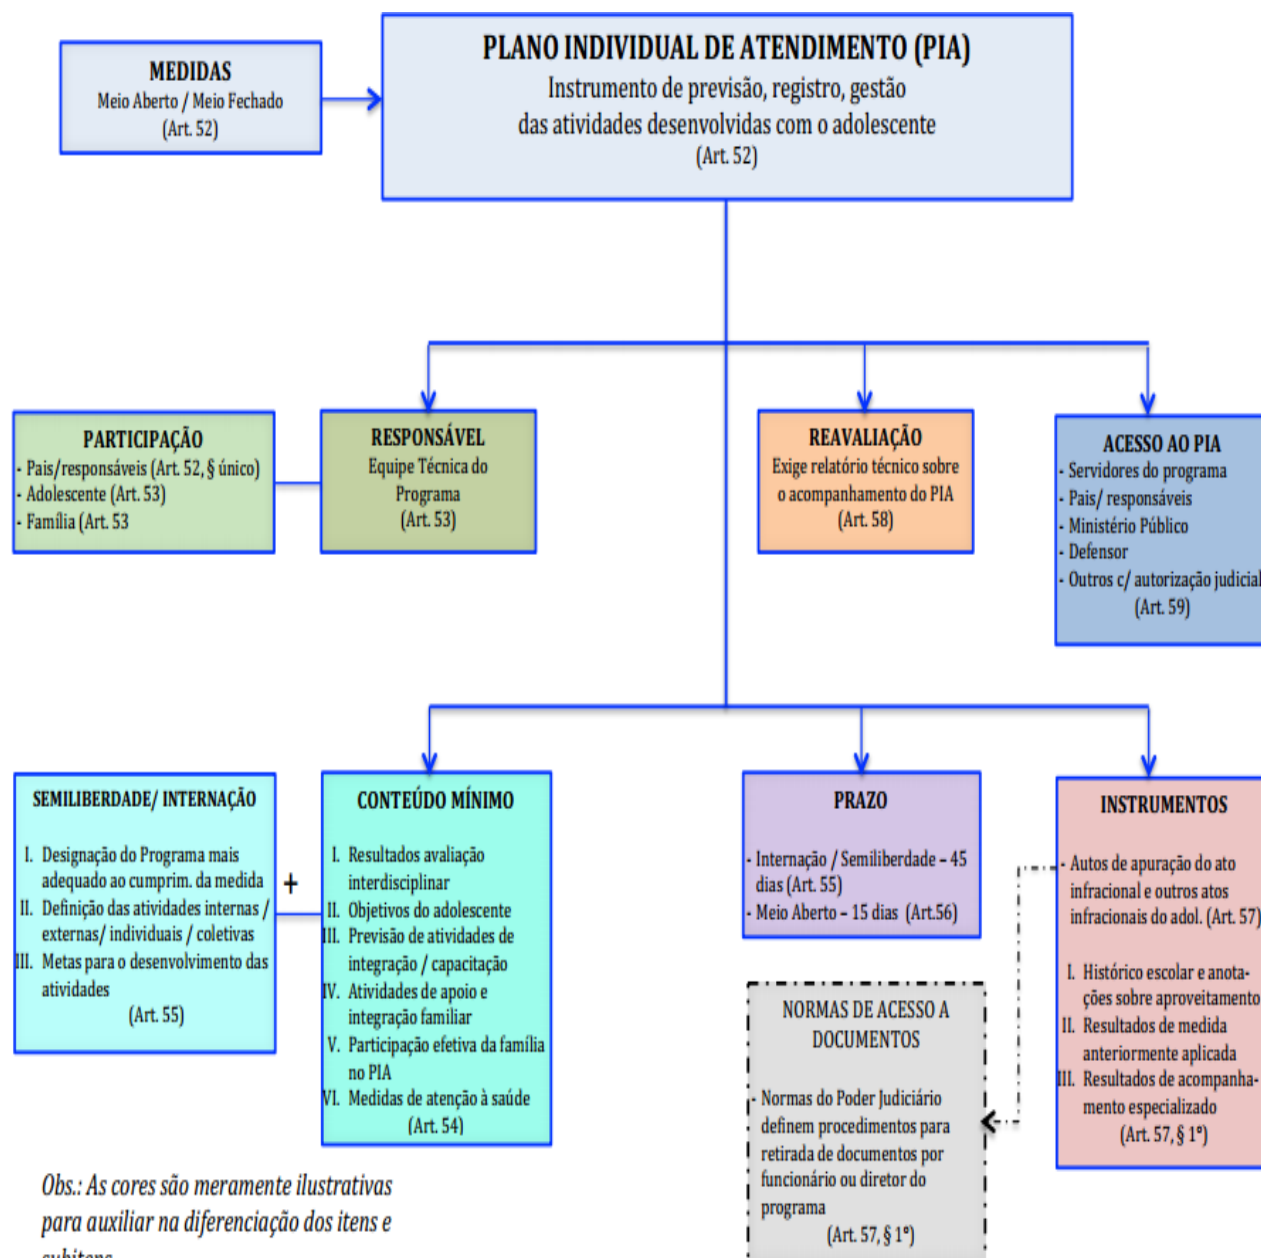 MEDIDAS
Meio Aberto / Meio Fechado
(Art. 52)
PLANO INDIVIDUAL DE ATENDIMENTO (PIA)
Instrumento de previsão, registro, gestão
das atividades desenvolvidas com o adolescente
(Art. 52)
PARTICIPAÇÃO
- Pais/responsáveis (Art. 52, § único)
- Adolescente (Art. 53)
- Família (Art. 53
RESPONSÁVEL
Equipe Técnica do
Programa
(Art. 53)
REAVALIAÇÃO
Exige relatório técnico sobre
o acompanhamento do PIA
(Art. 58)
ACESSO AO PIA
- Servidores do programa
- Pais/ responsáveis
- Ministério Público
- Defensor
- Outros c/ autorização judicial
(Art. 59)
SEMILIBERDADE/ INTERNAÇÃO
I. Designação do Programa mais
adequado ao cumprim. da medida
II. Definição das atividades internas /
externas/ individuais / coletivas
III. Metas para o desenvolvimento das
atividades
(Art. 55)
+
CONTEÚDO MÍNIMO
I. Resultados avaliação
interdisciplinar
II. Objetivos do adolescente
III. Previsão de atividades de
integração / capacitação
IV. Atividades de apoio e
integração familiar
V. Participação efetiva da família
no PIA
VI. Medidas de atenção à saúde
(Art. 54)
PRAZO
- Internação / Semiliberdade – 45
dias (Art. 55)
- Meio Aberto – 15 dias (Art.56)
INSTRUMENTOS
- Autos de apuração do ato
infracional e outros atos
infracionais do adol. (Art. 57)
I. Histórico escolar e anota-
ções sobre aproveitamento
II. Resultados de medida
anteriormente aplicada
III. Resultados de acompanha-
mento especializado
(Art. 57, § 1°)
NORMAS DE ACESSO A
DOCUMENTOS
- Normas do Poder Judiciário
definem procedimentos para
retirada de documentos por
funcionário ou diretor do
programa
(Art. 57, § 1°)
Obs.: As cores são meramente ilustrativas
para auxiliar na diferenciação dos itens e
subitens